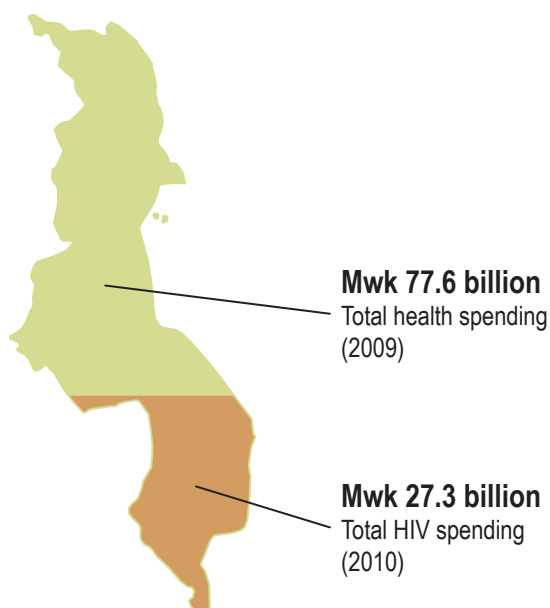 Mwk 77.6 billion
Total health spending
(2009)
Mwk 27.3 billion
Total HIV spending
(2010)